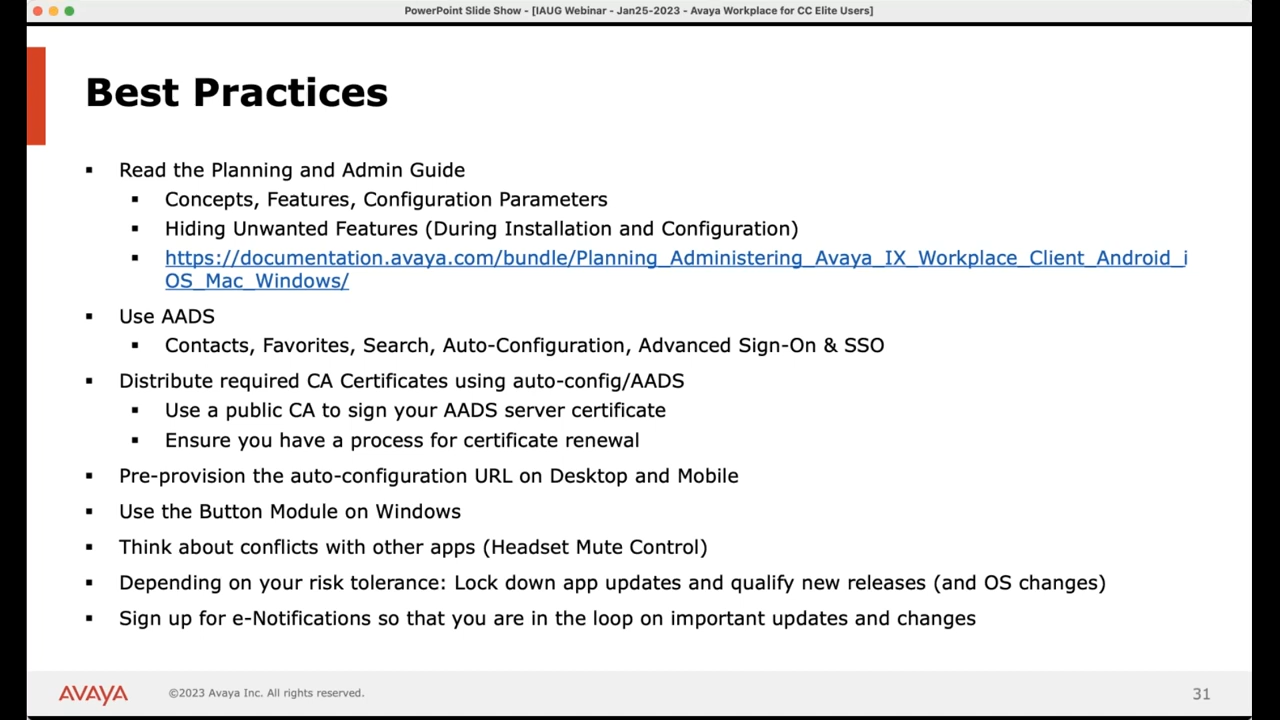 PowerPoint Slide Show - [IAUG Webinar - Jan25-2023 - Avaya Workplace for CC Elite Users]
Best Practices
Read the Planning and Admin Guide
Concepts, Features, Configuration Parameters
Hiding Unwanted Features (During Installation and Configuration)
https://documentation.avaya.com/bundle/Planning_Administering_Avaya_IX_Workplace_Client_Android_i
OS_Mac_Windows/
Use AADS
Contacts, Favorites, Search, Auto-Configuration, Advanced Sign-On & SSO
Distribute required CA Certificates using auto-config/AADS
Use a public CA to sign your AADS server certificate
Ensure you have a process for certificate renewal
Pre-provision the auto-configuration URL on Desktop and Mobile
Use the Button Module on Windows
Think about conflicts with other apps (Headset Mute Control)
Depending on your risk tolerance: Lock down app updates and qualify new releases (and OS changes)
Sign up for e-Notifications so that you are in the loop on important updates and changes
AVAYA
©2023 Avaya Inc. All rights reserved.
31